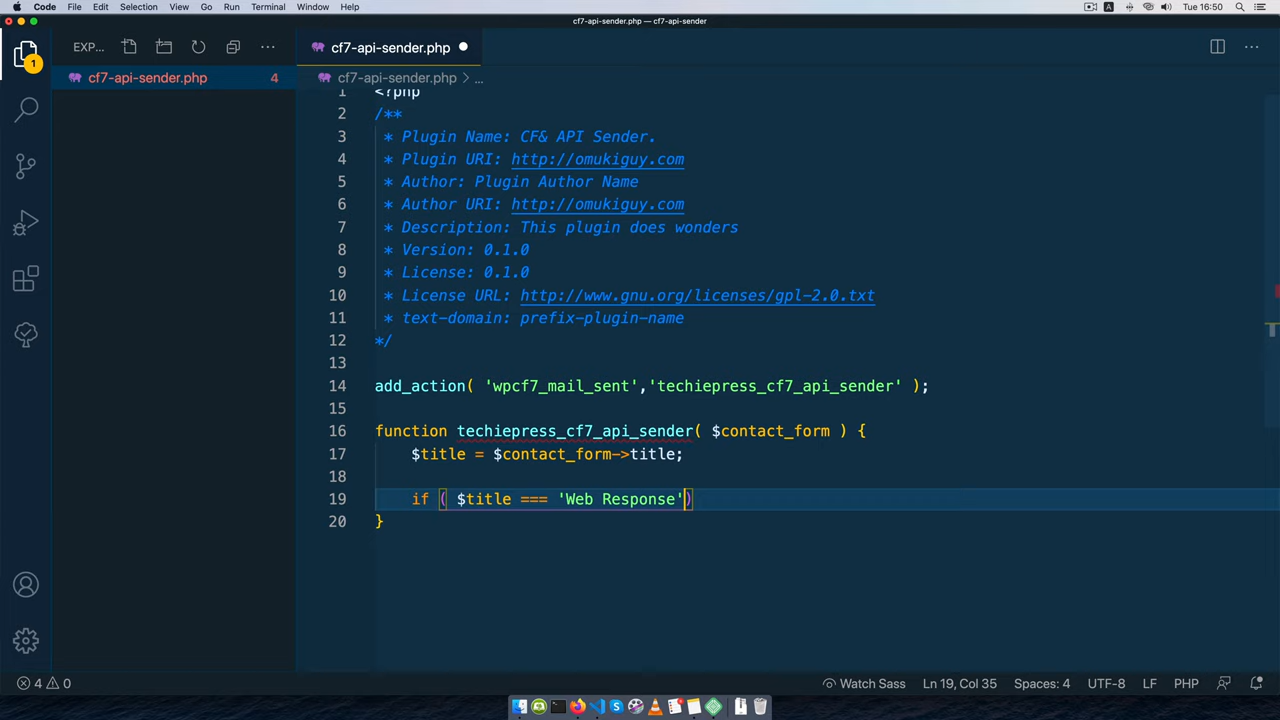 Code File Edit Selection View Go Run Terminal Window Help A Tue 16:50
cf7-api-sender.php — cf7-api-sender
EXP... cf7-api-sender.php
1
cf7-api-sender.php 4 cf7-api-sender.php > ...
1 <?php
2 /**
3 * Plugin Name: CF& API Sender.
4 * Plugin URI: http://omukiguy.com
5 * Author: Plugin Author Name
6 * Author URI: http://omukiguy.com
7 * Description: This plugin does wonders
8 * Version: 0.1.0
9 * License: 0.1.0
10 * License URL: http://www.gnu.org/licenses/gpl-2.0.txt
11 * text-domain: prefix-plugin-name
12 */
13
14 add_action( 'wpcf7_mail_sent','techiepress_cf7_api_sender' );
15
16 function techiepress_cf7_api_sender( $contact_form ) {
17 $title = $contact_form->title;
18
19 if ( $title === 'Web Response')
20 }
4 0 Watch Sass Ln 19, Col 35 Spaces: 4 UTF-8 LF PHP